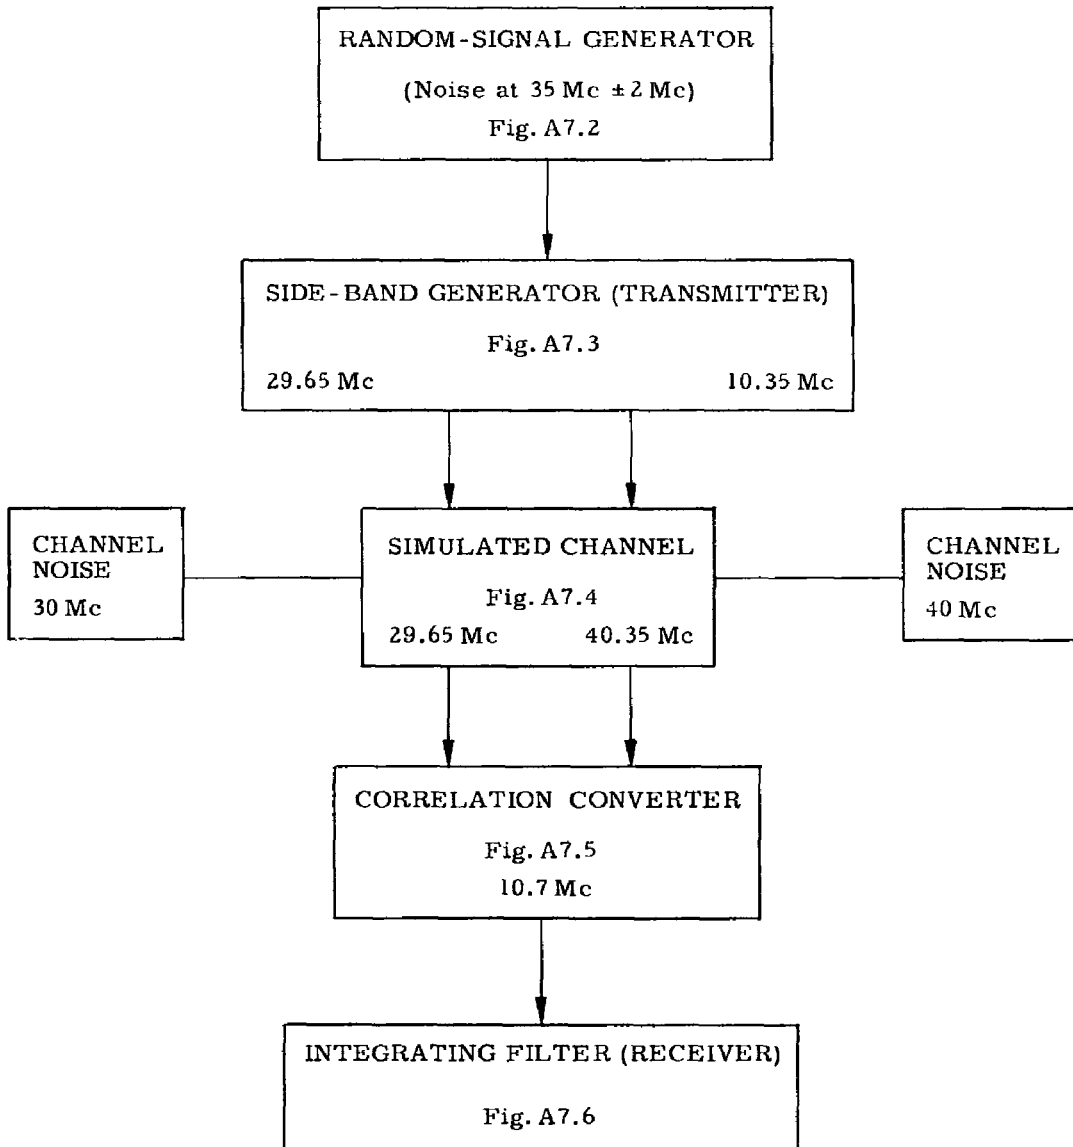 RANDOM-SIGNAL GENERATOR
(Noise at 35 Mc ±2 Mc)
Fig. A7.2
SIDE-BAND GENERATOR (TRANSMITTER)
Fig. A7.3
29.65 Mc 10.35 Mc
CHANNEL
NOISE
30 Mc
SIMULATED CHANNEL
Fig. A7.4
29.65 Mc 40.35 Mc
CHANNEL
NOISE
40 Mc
CORRELATION CONVERTER
Fig. A7.5
10.7 Mc
INTEGRATING FILTER (RECEIVER)
Fig. A7.6